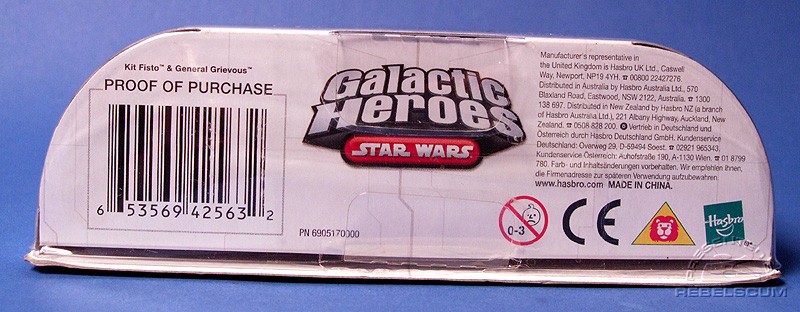 Kit Fisto™ & General Grievous™
PROOF OF PURCHASE
6 53569 42563 2
PN 6905170000
Galactic
Heroes
STAR WARS
Manufacturer's representative in
the United Kingdom is Hasbro UK Ltd., Caswell
Way, Newport, NP19 4YH. ☎ 00800 22427276.
Distributed in Australia by Hasbro Australia Ltd., 570
Blaxland Road, Eastwood, NSW 2122, Australia. ☎ 1300
138 697. Distributed in New Zealand by Hasbro NZ (a branch
of Hasbro Australia Ltd.), 221 Albany Highway, Auckland, New
Zealand. ☎ 0508 828 200. D Vertrieb in Deutschland und
Österreich durch Hasbro Deutschland GmbH. Kundenservice
Deutschland: Overweg 29, D-69494 Soest. ☎ 02921 965343.
Kundenservice Österreich: Auhofstraße 190, A-1130 Wien. ☎ 01 8799
780. Farb- und Inhaltsänderungen vorbehalten. Wir empfehlen Ihnen,
die Firmenadresse zur späteren Verwendung aufzubewahren.
www.hasbro.com MADE IN CHINA.
0-3
CE
Hasbro
REBELSCUM